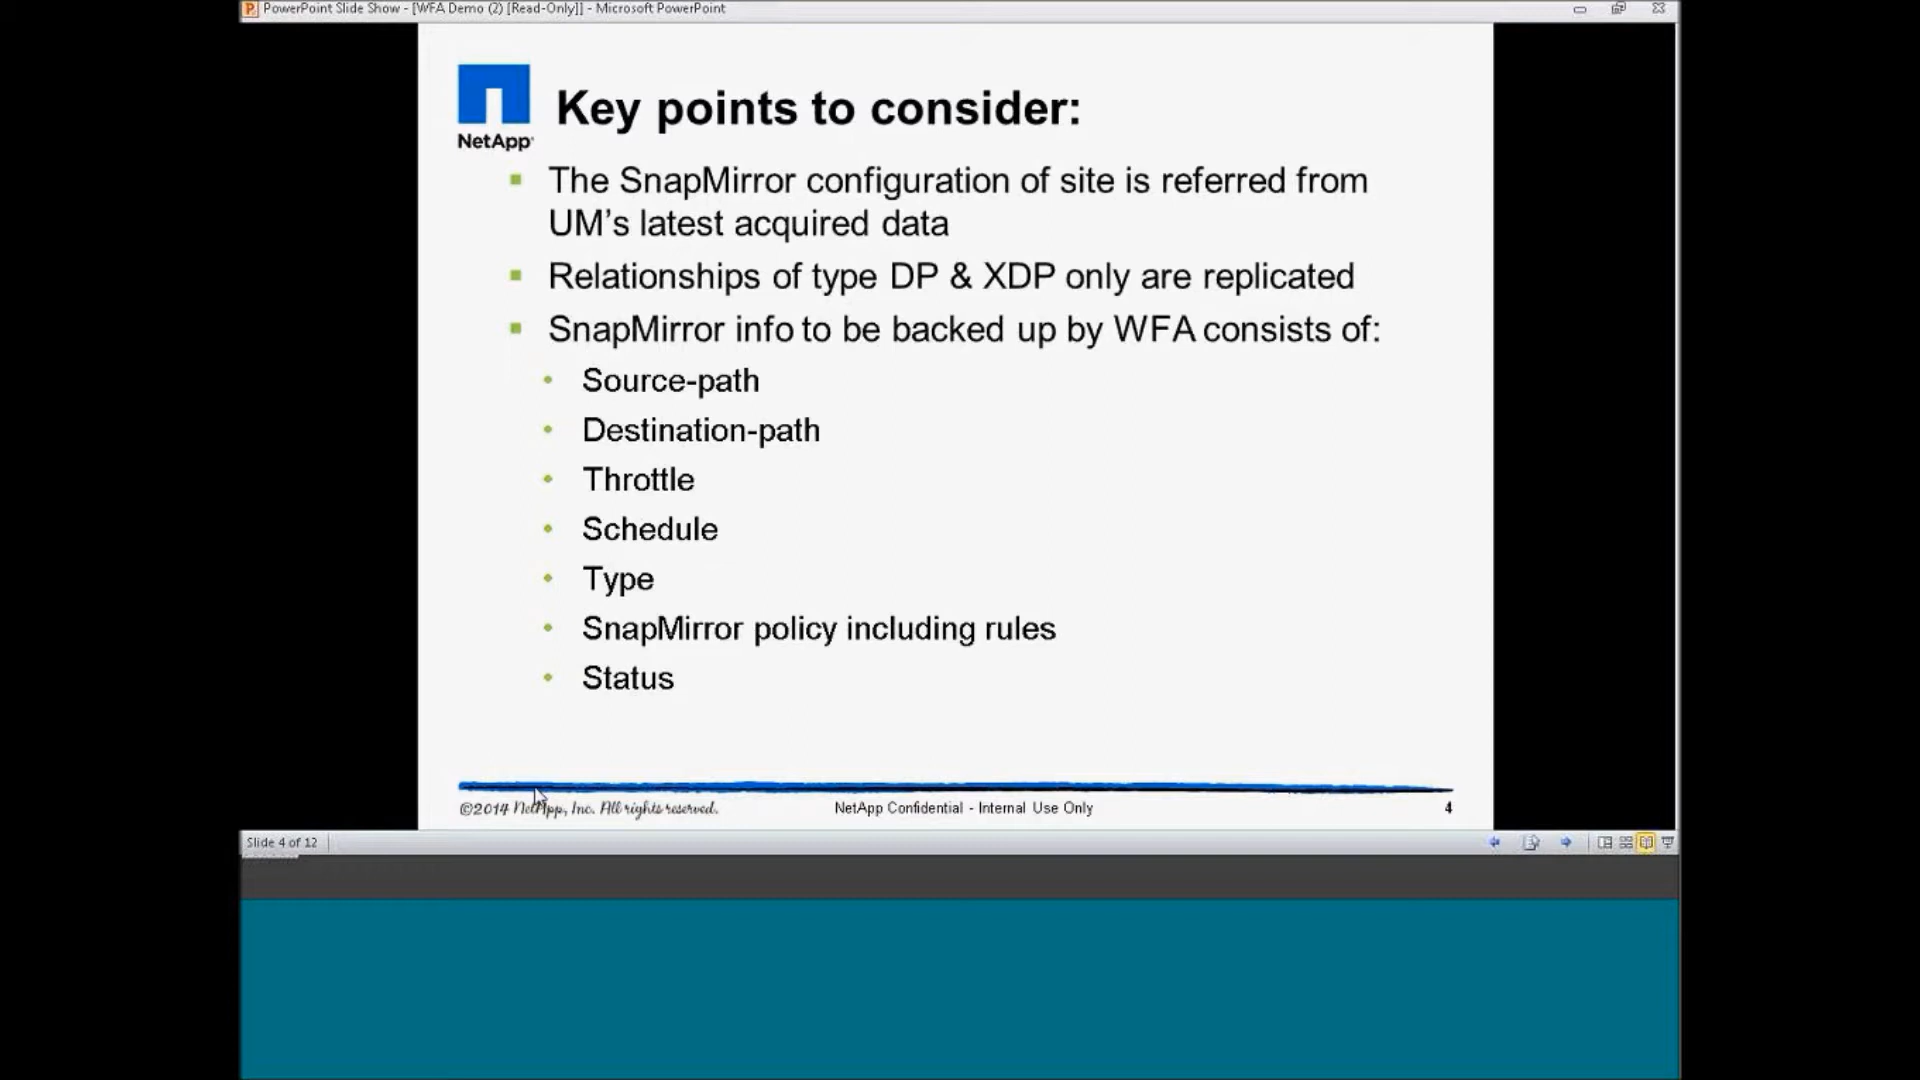 PowerPoint Slide Show - [WFA Demo (2) [Read-Only]] - Microsoft PowerPoint
NetApp
Key points to consider:
The SnapMirror configuration of site is referred from
UM's latest acquired data
Relationships of type DP & XDP only are replicated
SnapMirror info to be backed up by WFA consists of:
Source-path
Destination-path
Throttle
Schedule
Type
SnapMirror policy including rules
Status
©2014 NetApp, Inc. All rights reserved.
NetApp Confidential - Internal Use Only
4
Slide 4 of 12